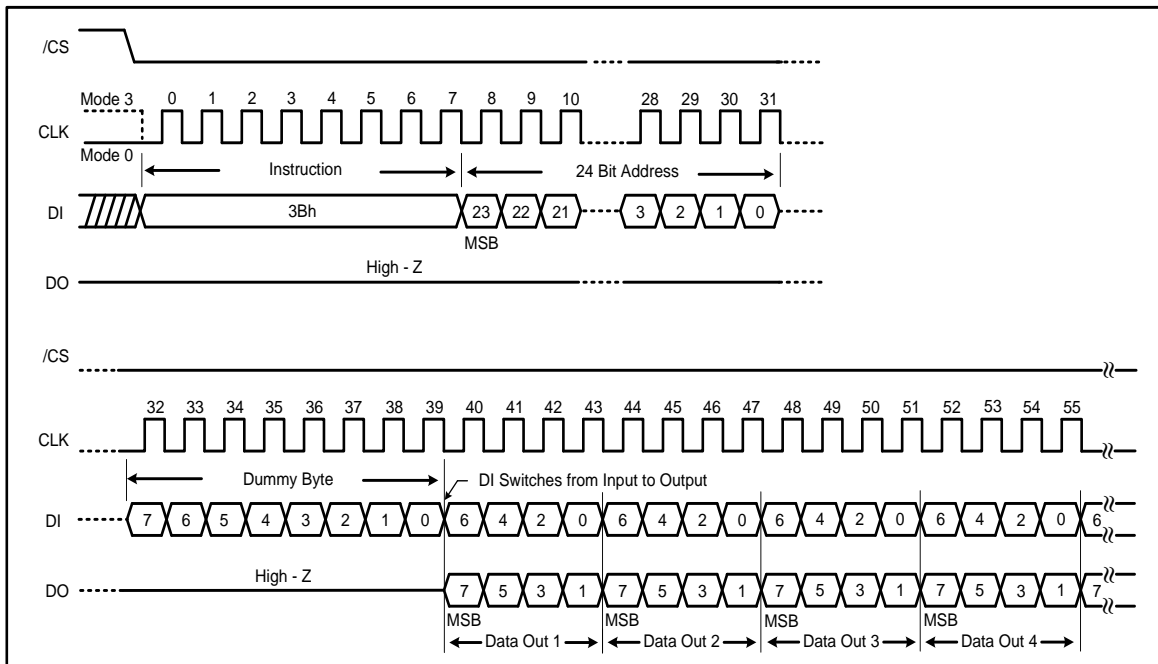 /CS
Mode 3 0 1 2 3 4 5 6 7 8 9 10 28 29 30 31
CLK
Mode 0
Instruction 24 Bit Address
DI 3Bh 23 22 21 3 2 1 0
MSB
High - Z
DO
/CS
32 33 34 35 36 37 38 39 40 41 42 43 44 45 46 47 48 49 50 51 52 53 54 55
CLK
Dummy Byte DI Switches from Input to Output
DI 7 6 5 4 3 2 1 0 6 4 2 0 6 4 2 0 6 4 2 0 6 4 2 0 6
High - Z
DO 7 5 3 1 7 5 3 1 7 5 3 1 7 5 3 1 7
MSB MSB MSB MSB
Data Out 1 Data Out 2 Data Out 3 Data Out 4